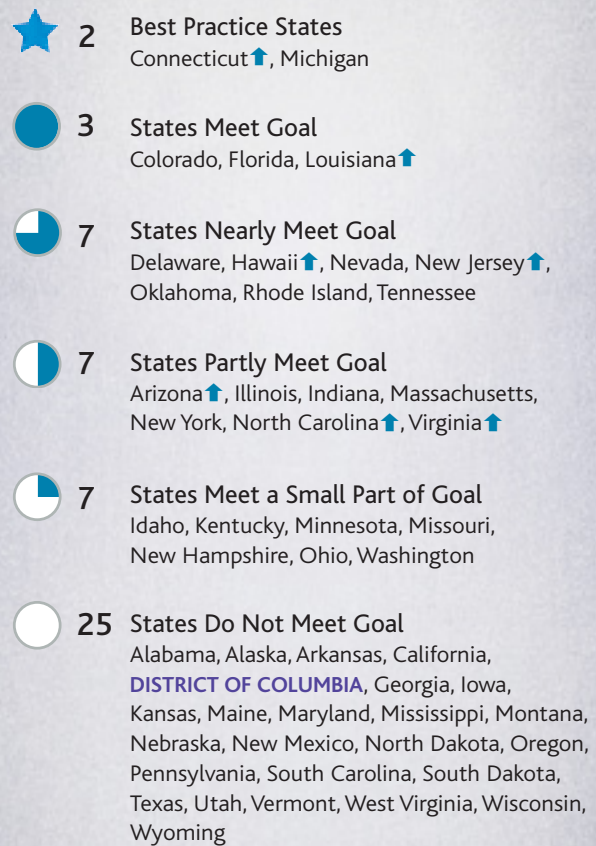 2 Best Practice States
Connecticut⬆, Michigan
3 States Meet Goal
Colorado, Florida, Louisiana⬆
7 States Nearly Meet Goal
Delaware, Hawaii⬆, Nevada, New Jersey⬆,
Oklahoma, Rhode Island, Tennessee
7 States Partly Meet Goal
Arizona⬆, Illinois, Indiana, Massachusetts,
New York, North Carolina⬆, Virginia⬆
7 States Meet a Small Part of Goal
Idaho, Kentucky, Minnesota, Missouri,
New Hampshire, Ohio, Washington
25 States Do Not Meet Goal
Alabama, Alaska, Arkansas, California,
DISTRICT OF COLUMBIA, Georgia, Iowa,
Kansas, Maine, Maryland, Mississippi, Montana,
Nebraska, New Mexico, North Dakota, Oregon,
Pennsylvania, South Carolina, South Dakota,
Texas, Utah, Vermont, West Virginia, Wisconsin,
Wyoming